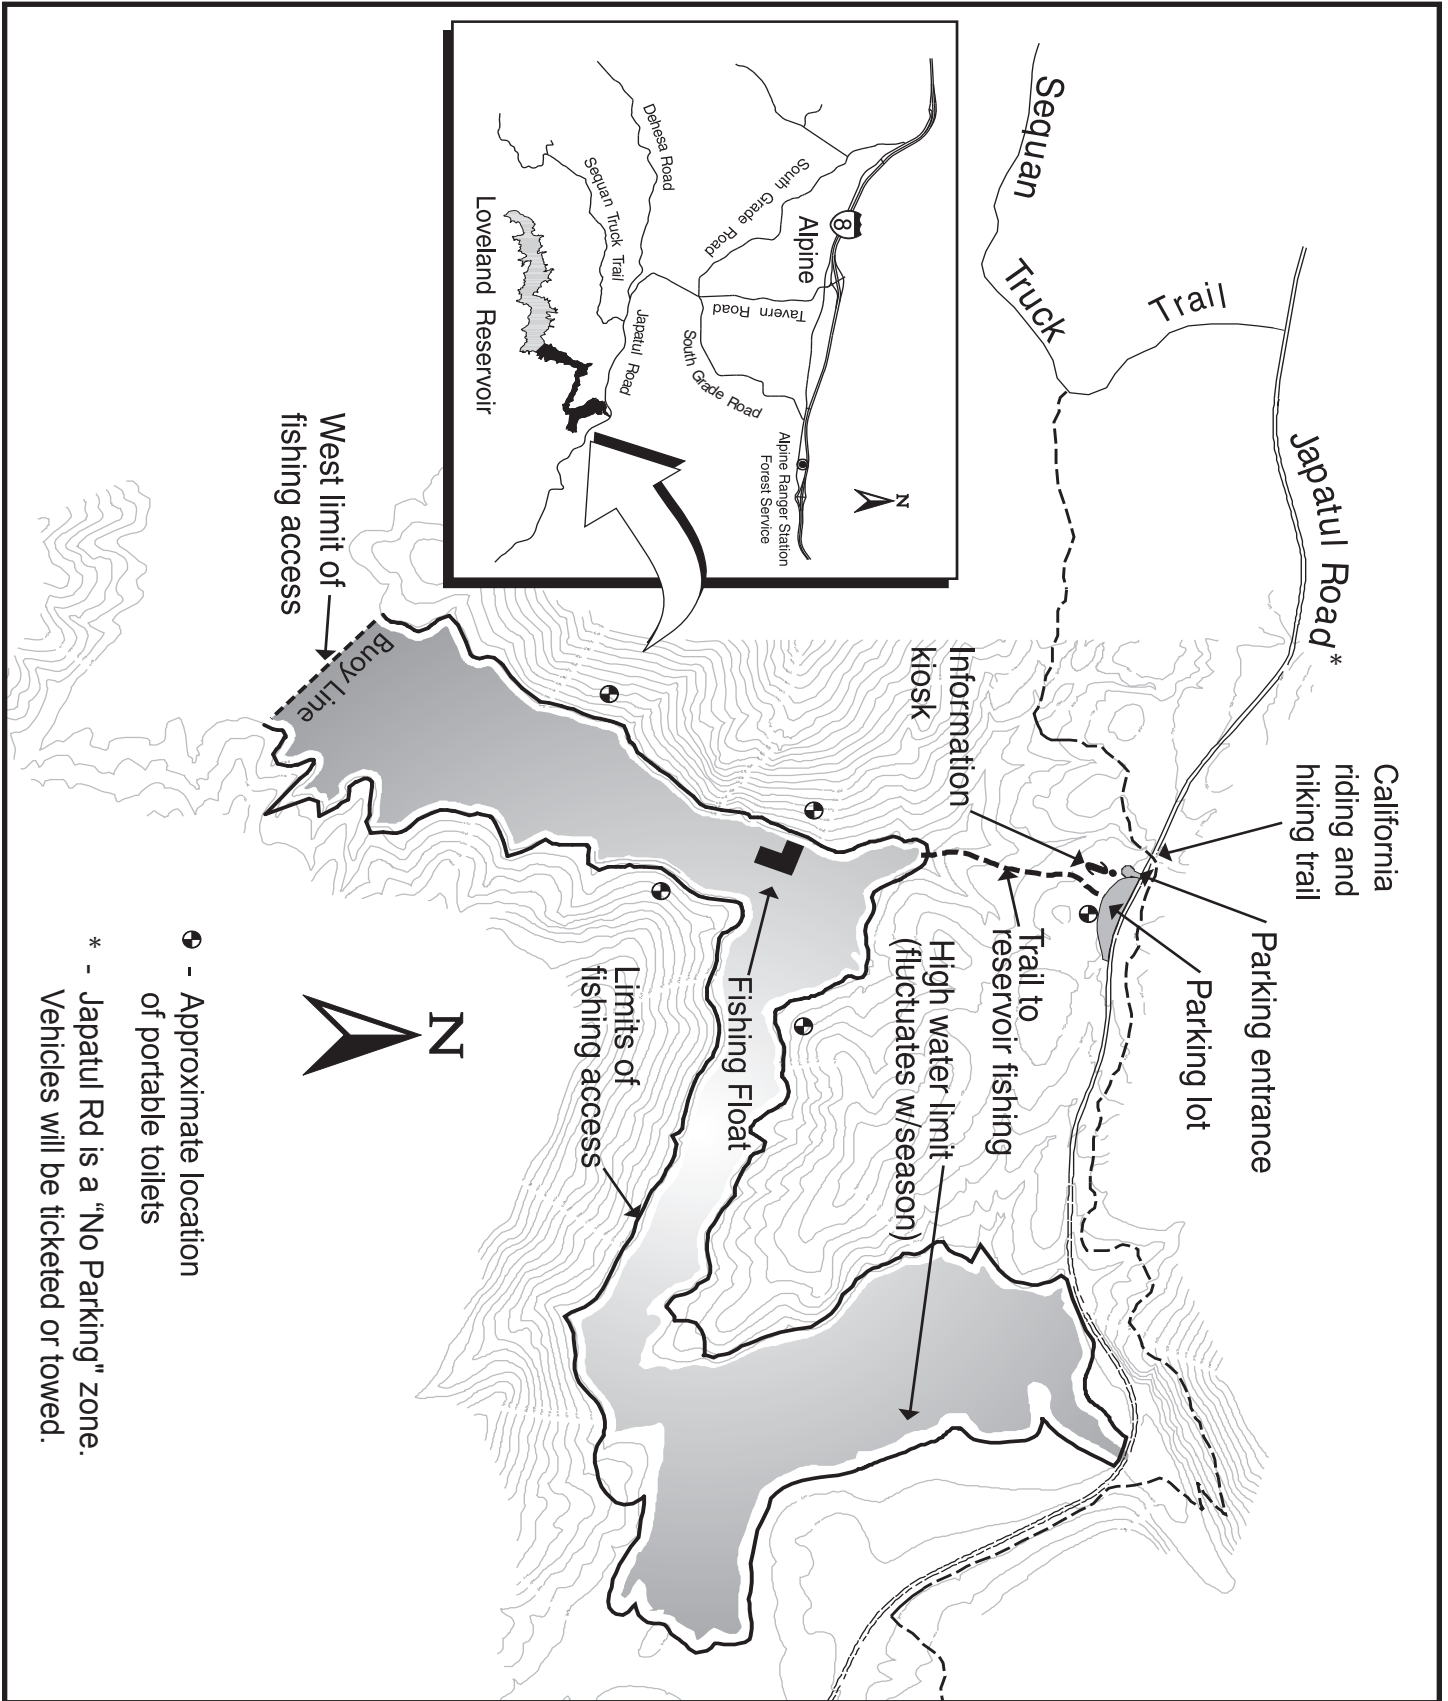 Sequan
Truck
Trail
Japatul Road*
California
riding and
hiking trail
Parking entrance
Parking lot
Information
kiosk
Trail to
reservoir fishing
High water limit
(fluctuates w/season)
Fishing Float
Limits of
fishing access
West limit of
fishing access
Buoy Line
N
- Approximate location
of portable toilets
* - Japatul Rd is a “No Parking" zone.
Vehicles will be ticketed or towed.
8
Alpine
South Grade Road
Tavern Road
South Grade Road
Alpine Ranger Station
Forest Service
N
Dehesa Road
Sequan Truck Trail
Japatul Road
Loveland Reservoir